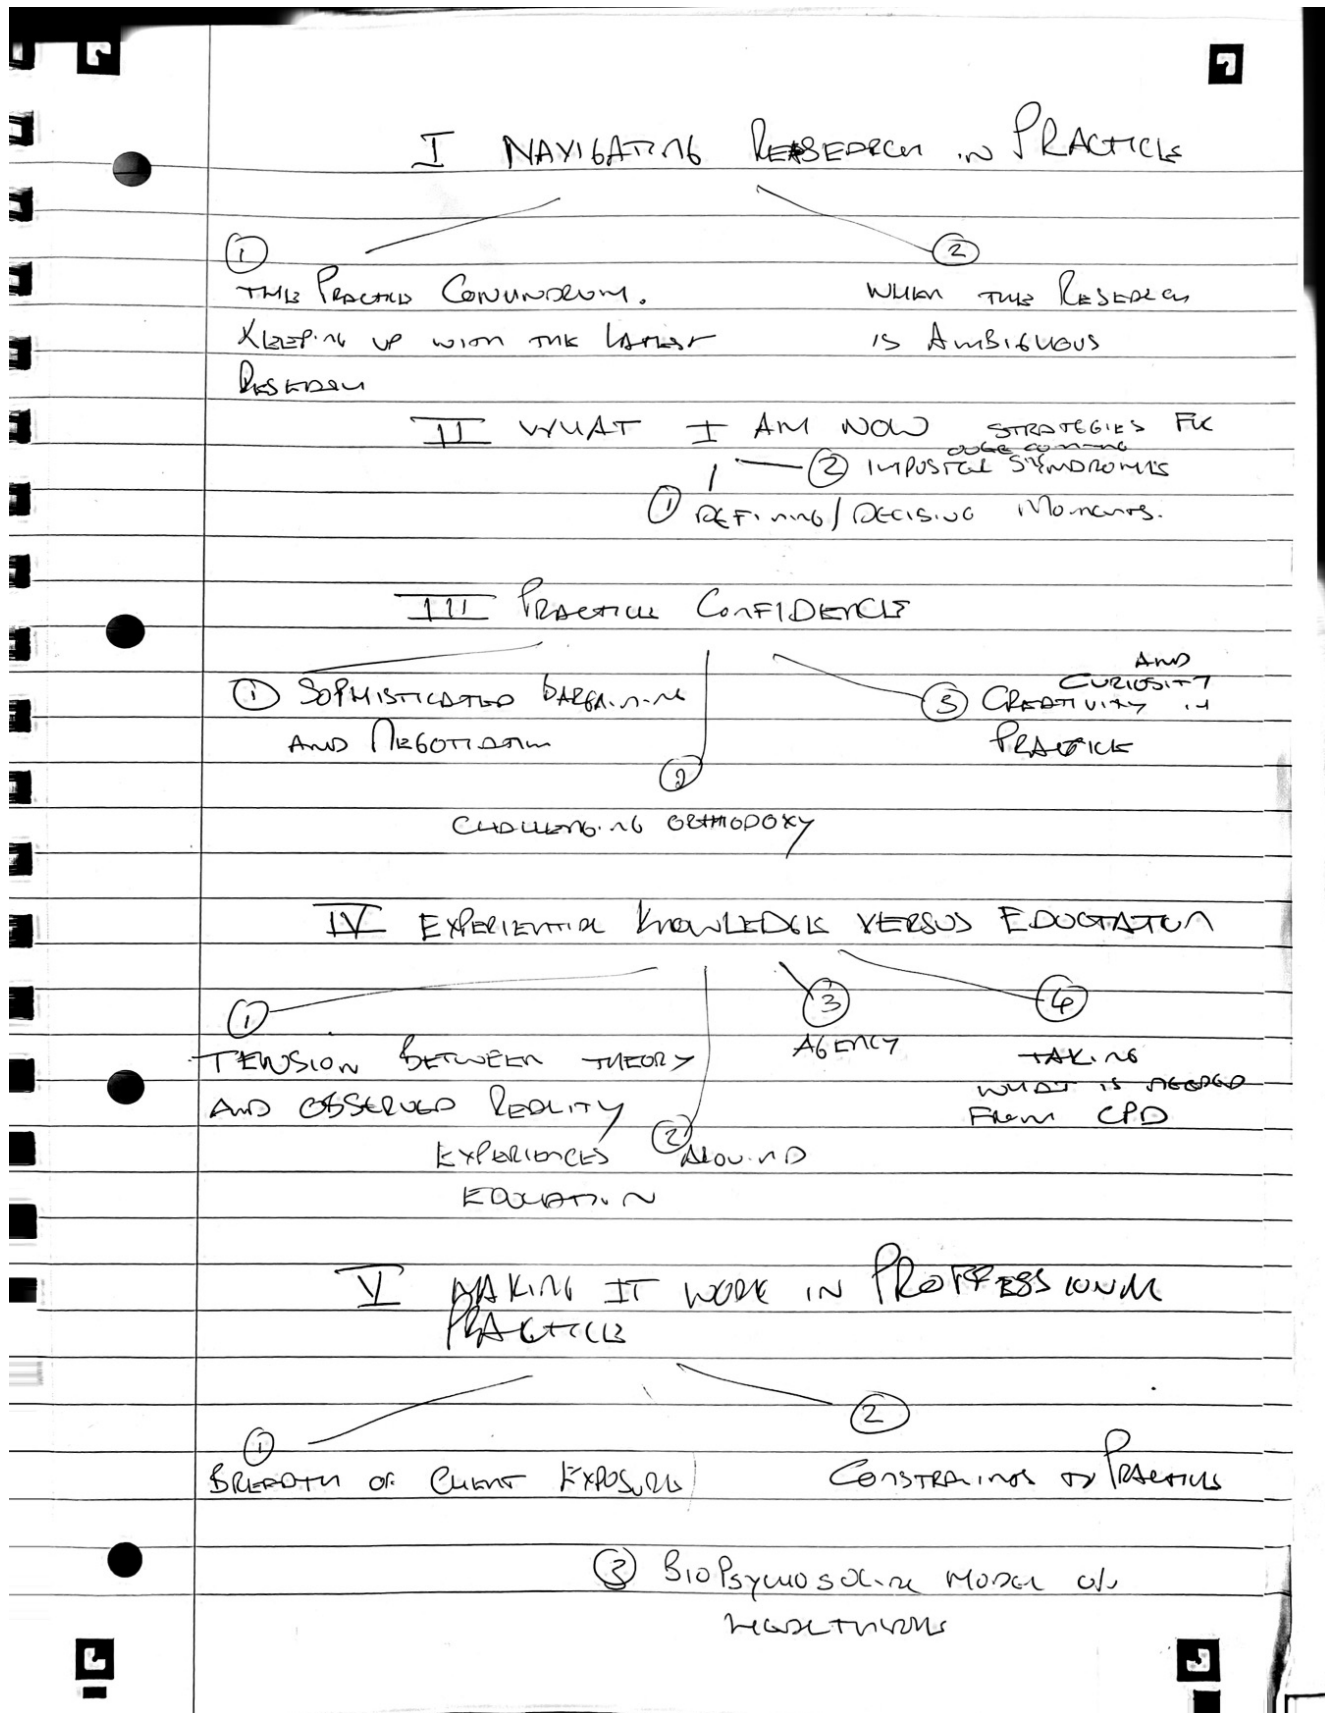 I NAVIGATING RESEARCH IN PRACTICE
①
②
THE PRACTICE CONUNDRUM.
WHEN THE RESEARCH
KEEPING UP WITH THE LATEST
IS AMBIGUOUS
RESEARCH
II WHAT I AM NOW
STRATEGIES FOR
OVERCOMING
② IMPOSTER SYNDROMES
① DEFINING/DECISIVE MOMENTS.
III PRACTICE CONFIDENCE
① SOPHISTICATED BARGAINING
AND NEGOTIATION
AND
CURIOSITY
③ CREATIVITY IN
PRACTICE
②
CHALLENGING ORTHODOXY
IV EXPERIENTIAL KNOWLEDGE VERSUS EDUCTATION
①
③
④
TENSION BETWEEN THEORY
AND OBSERVED REALITY
AGENCY
TAKING
WHAT IS NEEDED
FROM CPD
②
EXPERIENCES AROUND
EDUCATION
V MAKING IT WORK IN PROFFESSIONAL
PRACTICE
①
②
BREADTH OF CLIENT EXPOSURE
CONSTRAINTS TO PRACTICE
③ BIOPSYCHOSOCIAL MODEL OF
HEALTHCARE